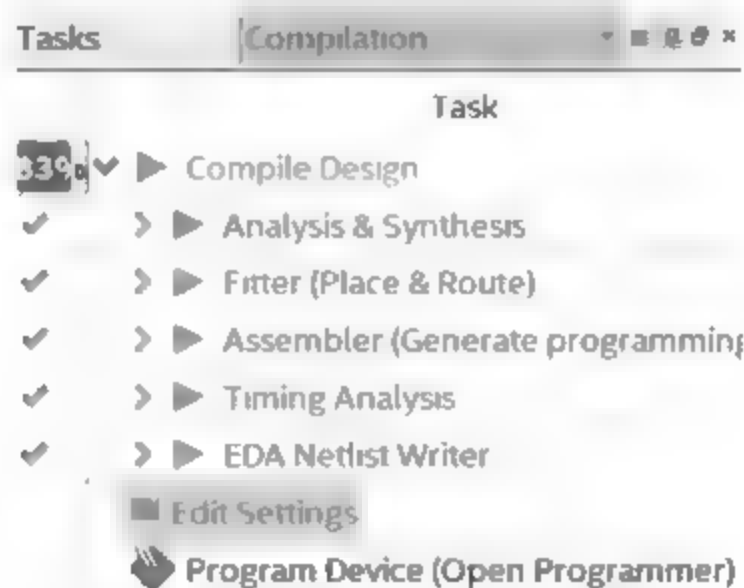 Tasks Compilation
Task
83% Compile Design
Analysis & Synthesis
Fitter (Place & Route)
Assembler (Generate programming
Timing Analysis
EDA Netlist Writer
Edit Settings
Program Device (Open Programmer)